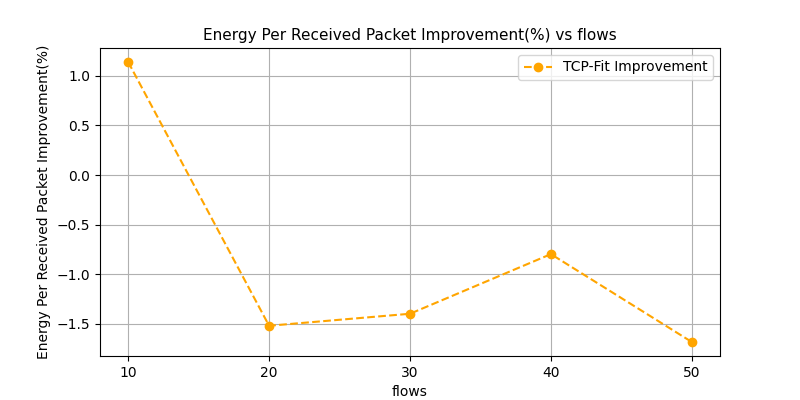 Energy Per Received Packet Improvement(%) vs flows
Energy Per Received Packet Improvement(%)
TCP-Fit Improvement
1.0
0.5
0.0
−0.5
−1.0
−1.5
10 20 30 40 50
flows